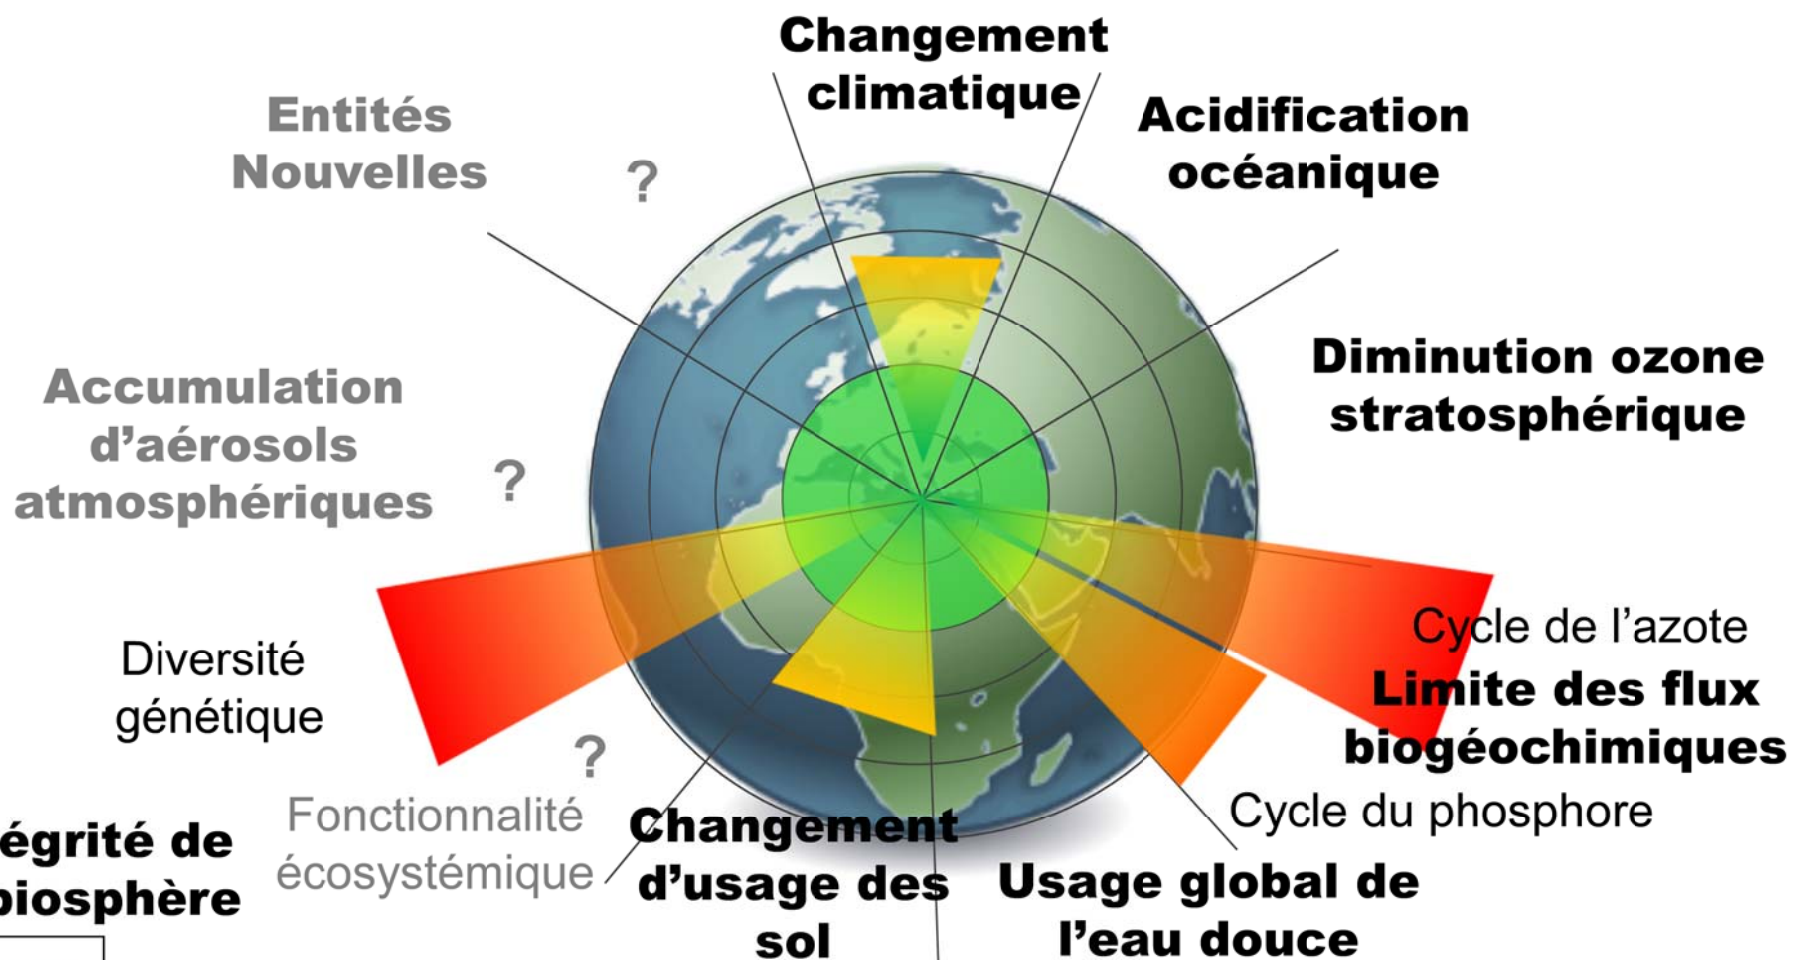 Changement
climatique
Entités
Nouvelles
?
Acidification
océanique
Diminution ozone
stratosphérique
Accumulation
d’aérosols
atmosphériques
?
Cycle de l’azote
Limite des flux
biogéochimiques
Cycle du phosphore
Diversité
génétique
?
Fonctionnalité
écosystémique
égrité de
biosphère
Changement
d’usage des
sol
Usage global de
l’eau douce